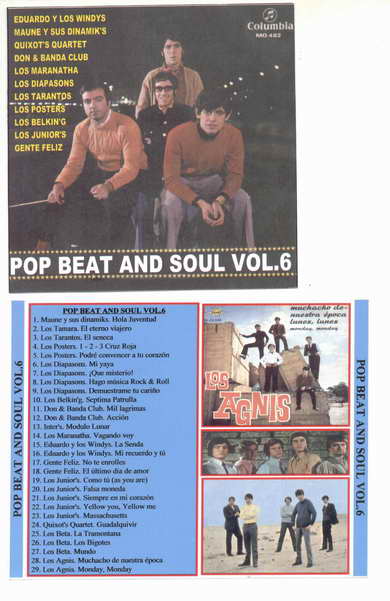 EDUARDO Y LOS WINDYS
MAUNE Y SUS DINAMIK'S
QUIXOT'S QUARTET
DON & BANDA CLUB
LOS MARANATHA
LOS DIAPASONS
LOS TARANTOS
LOS POSTERS
LOS BELKIN'G
LOS JUNIOR'S
GENTE FELIZ
Columbia
MO-482
POP BEAT AND SOUL VOL.6
POP BEAT AND SOUL VOL.6
POP BEAT AND SOUL VOL.6
1. Maune y sus dinamiks. Hola Juventud
2. Los Tamara. El eterno viajero
3. Los Tarantos. El seneca
4. Los Posters. 1 - 2 - 3 Cruz Roja
5. Los Posters. Podré convencer a tu corazón
6. Los Diapasons. Mi yaya
7. Los Diapasons. ¡Que misterio!
8. Los Diapasons. Hago música Rock & Roll
9. Los Diapasons. Demuestrame tu cariño
10. Los Belkin'g, Septima Patrulla
11. Don & Banda Club. Mil lagrimas
12. Don & Banda Club. Acción
13. Inter's. Modulo Lunar
14. Los Maranatha. Vagando voy
15. Eduardo y los Windys. La Senda
16. Eduardo y los Windys. Mi recuerdo y tú
17. Gente Feliz. No te enrolles
18. Gente Feliz. El último dia de amor
19. Los Junior's. Como tú (as you are)
20. Los Junior's. Falsa moneda
21. Los Junior's. Siempre en mi corazón
22. Los Junior's. Yellow you, Yellow me
23. Los Junior's. Massachusetts
24. Quixot's Quartet. Guadalquivir
25. Los Beta. La Tramontana
26. Los Beta. Los Bigotes
27. Los Beta. Mundo
28. Los Agnis. Muchacho de nuestra época
29. Los Agnis. Monday, Monday
muchacho de
nuestra época
lunes, lunes
monday, monday
LOS
AGNIS
POP BEAT AND SOUL VOL.6